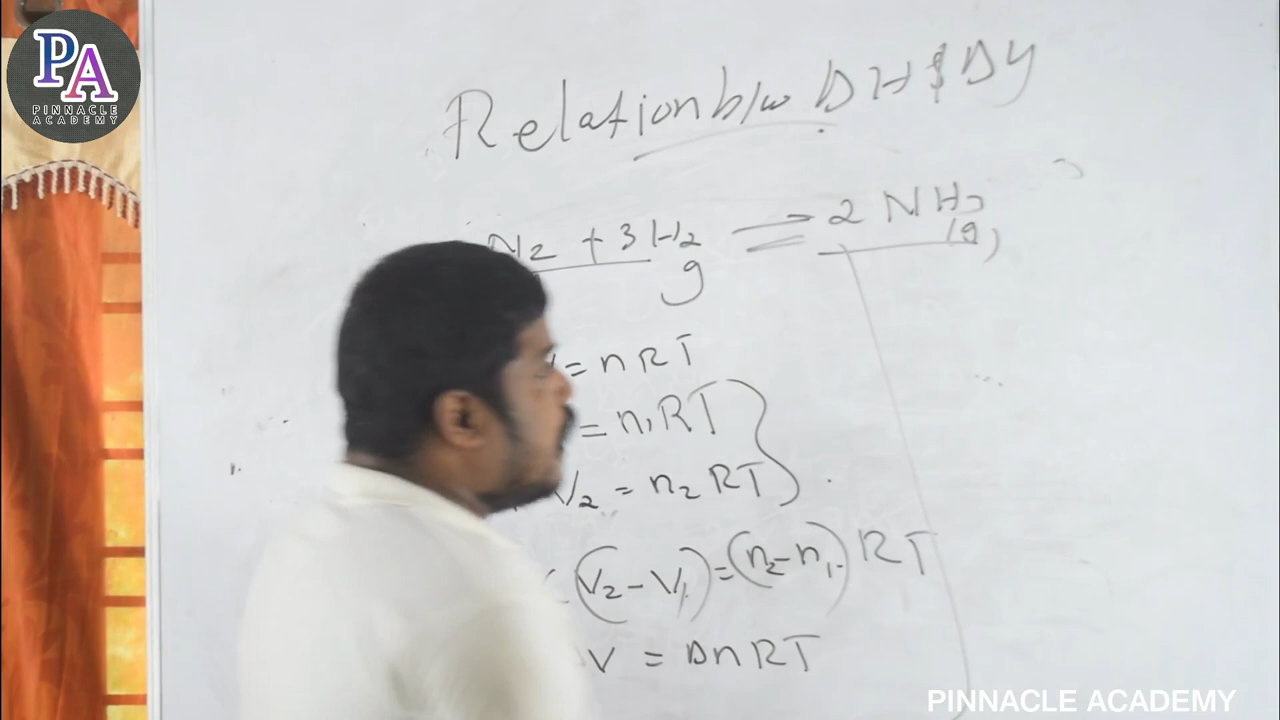 PA
PINNACLE
ACADEMY
Relation b/w ΔH & ΔU
N2 + 3H2 ⟶ 2NH3
g (g)
= nRT
= n1RT
V2 = n2RT
(V2 - V1) = (n2 - n1) RT
V = ΔnRT
PINNACLE ACADEMY